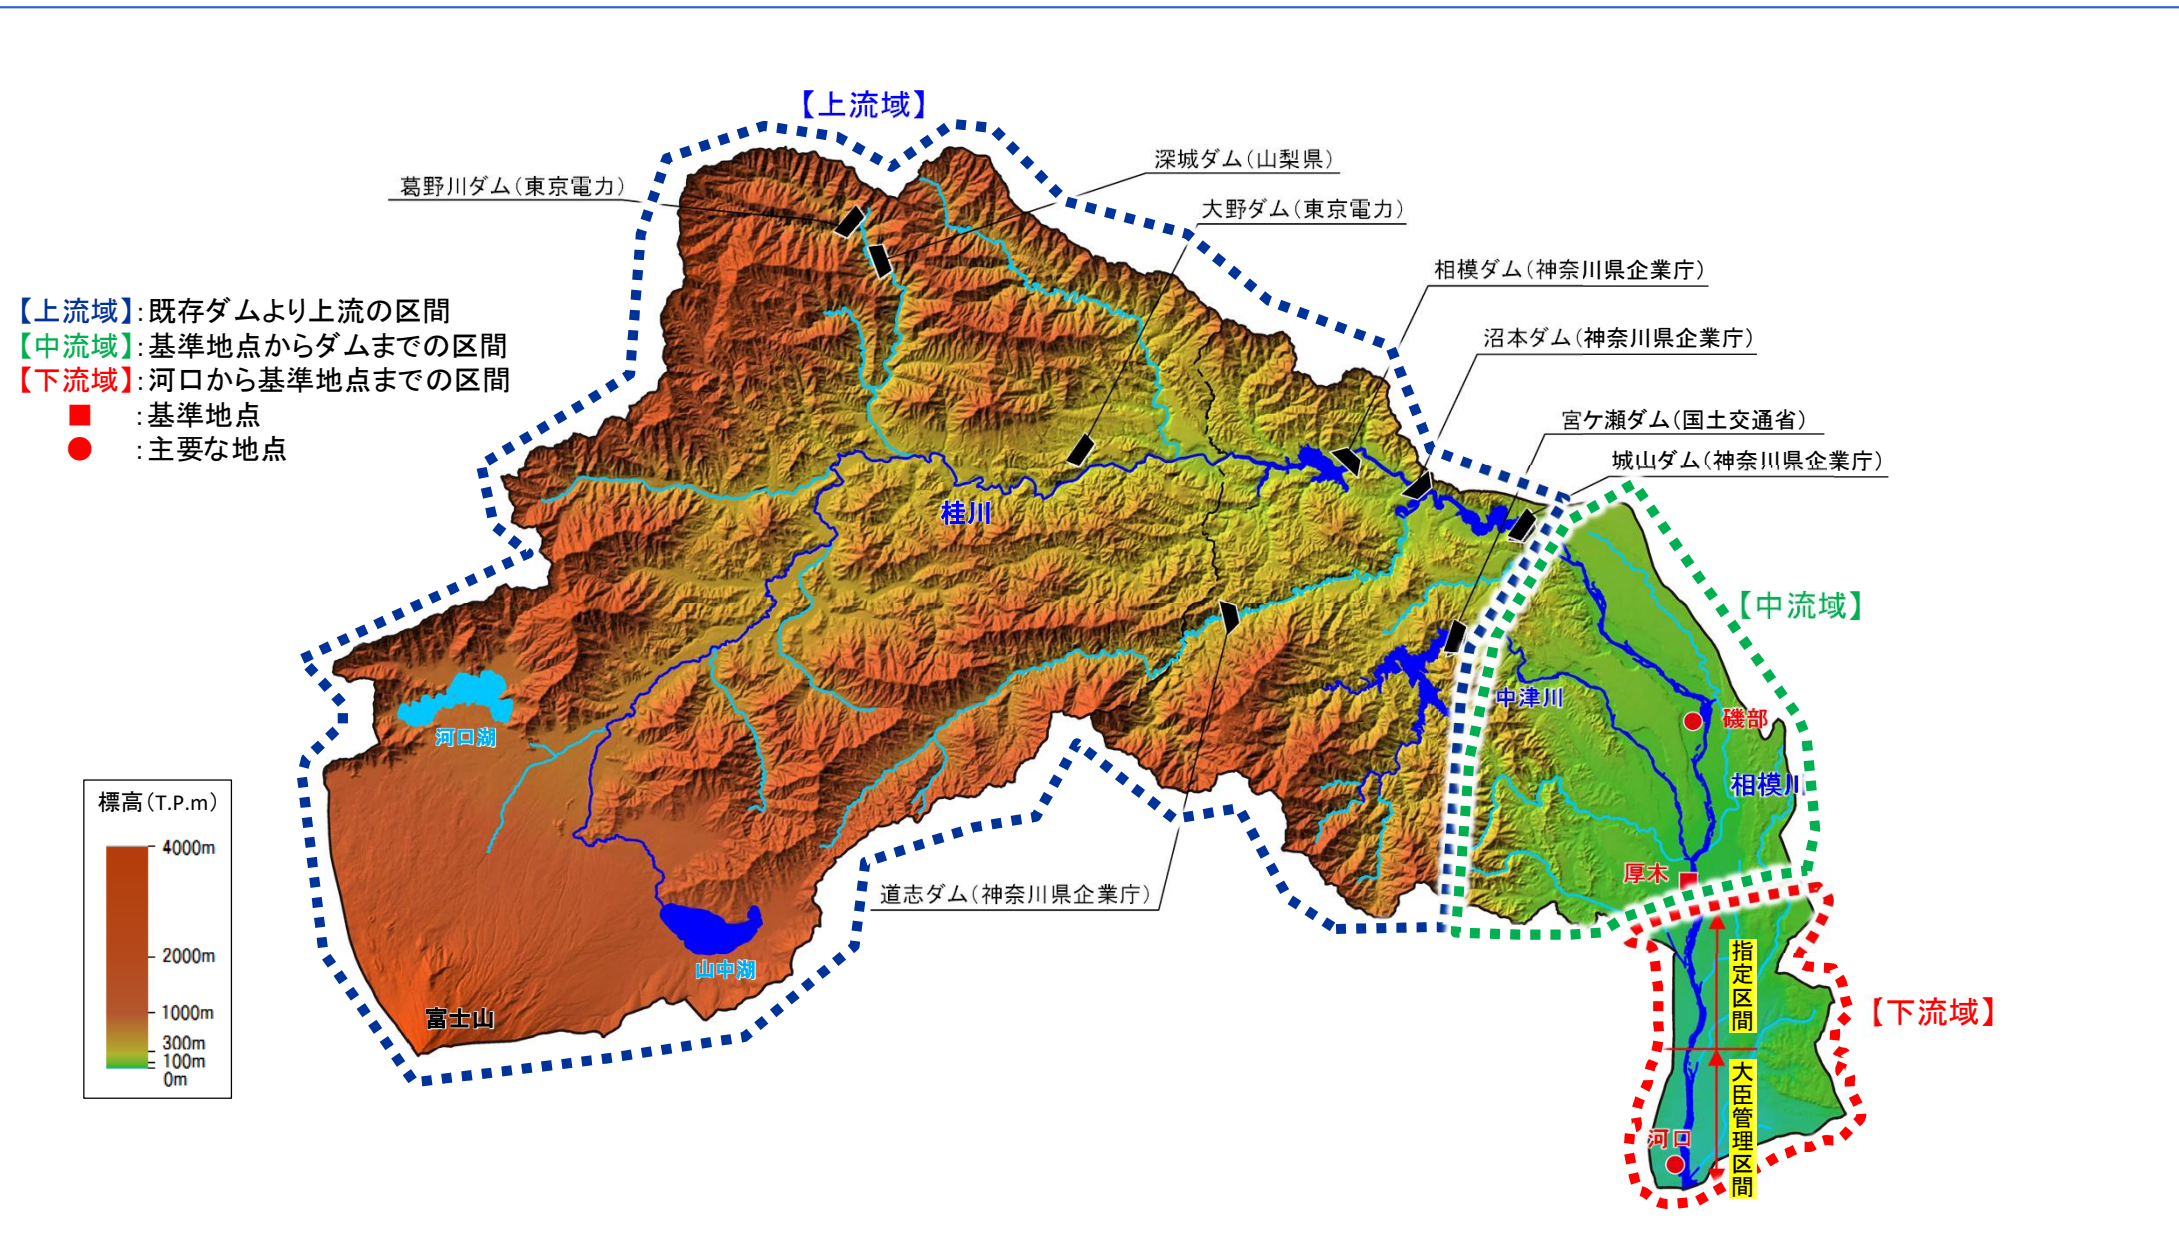 【上流域】
葛野川ダム（東京電力）
深城ダム（山梨県）
大野ダム（東京電力）
相模ダム（神奈川県企業庁）
沼本ダム（神奈川県企業庁）
宮ケ瀬ダム（国土交通省）
城山ダム（神奈川県企業庁）
【上流域】：既存ダムより上流の区間
【中流域】：基準地点からダムまでの区間
【下流域】：河口から基準地点までの区間
：基準地点
：主要な地点
桂川
【中流域】
中津川
磯部
河口湖
相模川
標高（T.P.m）
4000m
2000m
1000m
300m
100m
0m
厚木
道志ダム（神奈川県企業庁）
山中湖
富士山
指定区間
【下流域】
大臣管理区間
河口